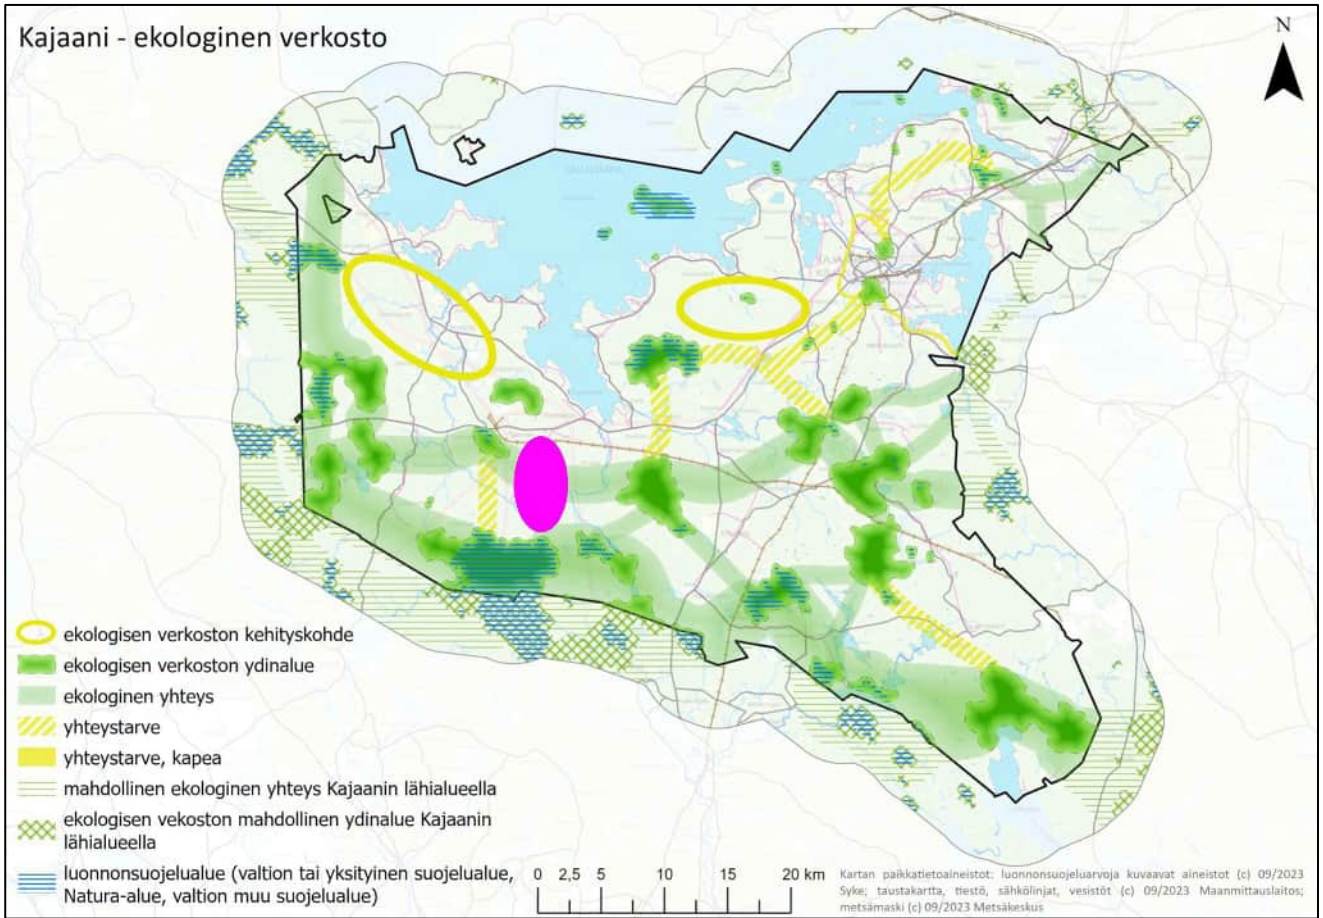 Kajaani - ekologinen verkosto
N
ekologisen verkoston kehityskohde
ekologisen verkoston ydinalue
ekologinen yhteys
yhteystarve
yhteystarve, kapea
mahdollinen ekologinen yhteys Kajaanin lähialueella
ekologisen vekoston mahdollinen ydinalue Kajaanin
lähialueella
luonnonsuojelualue (valtion tai yksityinen suojelualue,
Natura-alue, valtion muu suojelualue)
0 2,5 5 10 15 20 km
Kartan paikkatietoaineistot: luonnonsuojeluarvoja kuvaavat aineistot (c) 09/2023
Syke; taustakartta, tiestö, sähkölinjat, vesistöt (c) 09/2023 Maanmittauslaitos;
metsämaski (c) 09/2023 Metsäkeskus